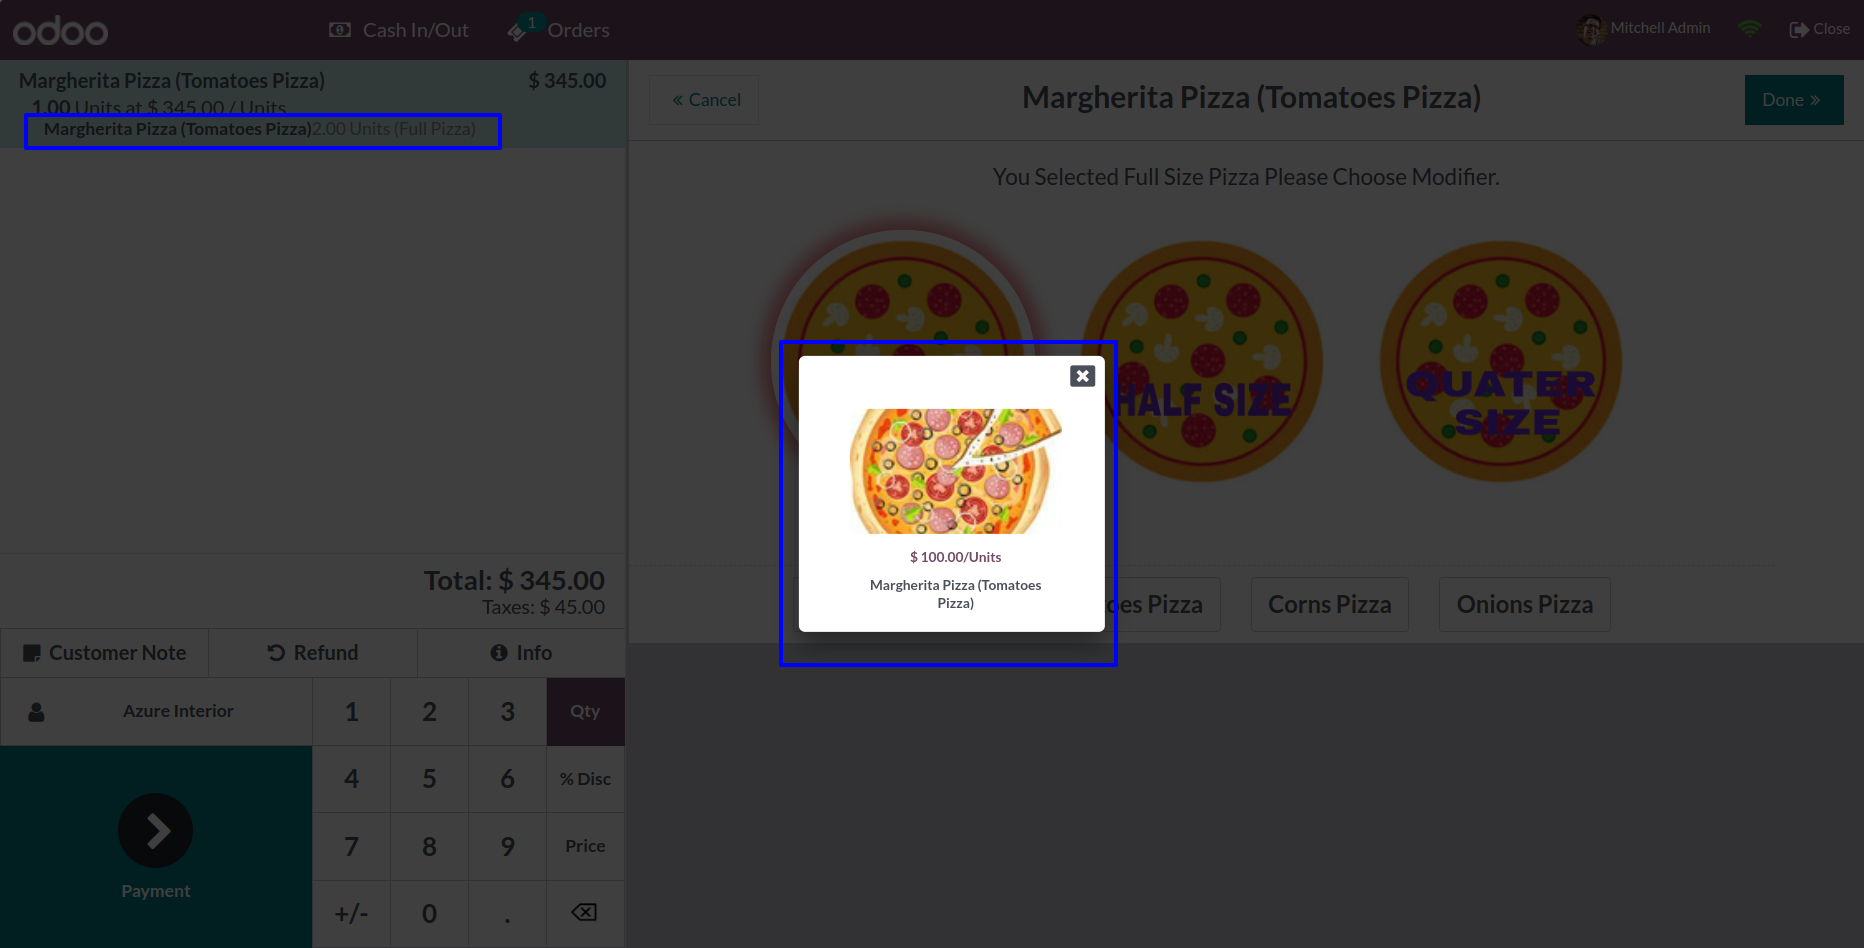 odoo
Cash In/Out
1
Orders
Mitchell Admin
Close
Margherita Pizza (Tomatoes Pizza)
$ 345.00
1.00 Units at $ 345.00 / Units
Margherita Pizza (Tomatoes Pizza)2.00 Units (Full Pizza)
« Cancel
Margherita Pizza (Tomatoes Pizza)
Done »
You Selected Full Size Pizza Please Choose Modifier.
HALF SIZE
QUATER
SIZE
$ 100.00/Units
Margherita Pizza (Tomatoes
Pizza)
oes Pizza
Corns Pizza
Onions Pizza
Total: $ 345.00
Taxes: $ 45.00
Customer Note
Refund
Info
Azure Interior
1
2
3
Qty
4
5
6
% Disc
7
8
9
Price
Payment
+/-
0
.